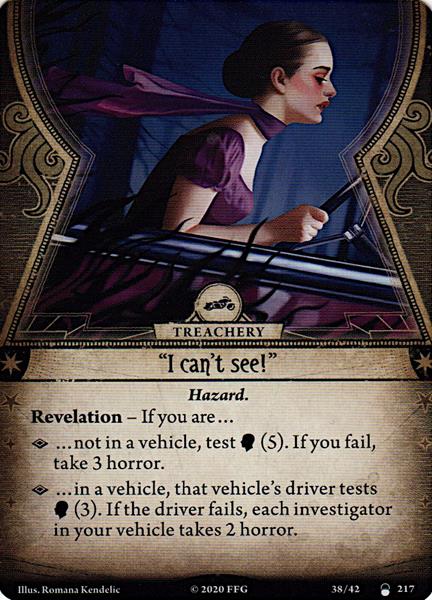 TREACHERY
"I can't see!"
Hazard.
Revelation – If you are…
…not in a vehicle, test (5). If you fail,
take 3 horror.
…in a vehicle, that vehicle's driver tests
(3). If the driver fails, each investigator
in your vehicle takes 2 horror.
Illus. Romana Kendelic © 2020 FFG 38/42 217